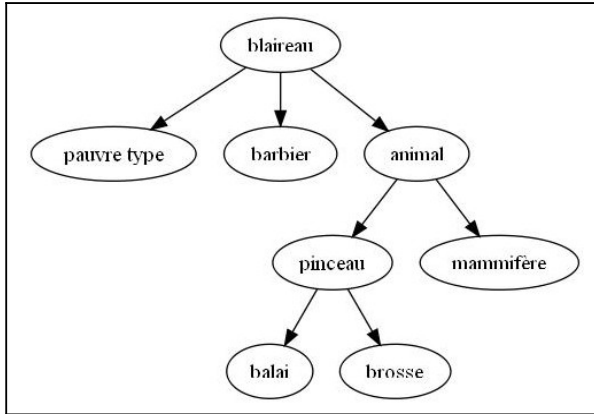 blaireau
pauvre type
barbier
animal
pinceau
mammifère
balai
brosse